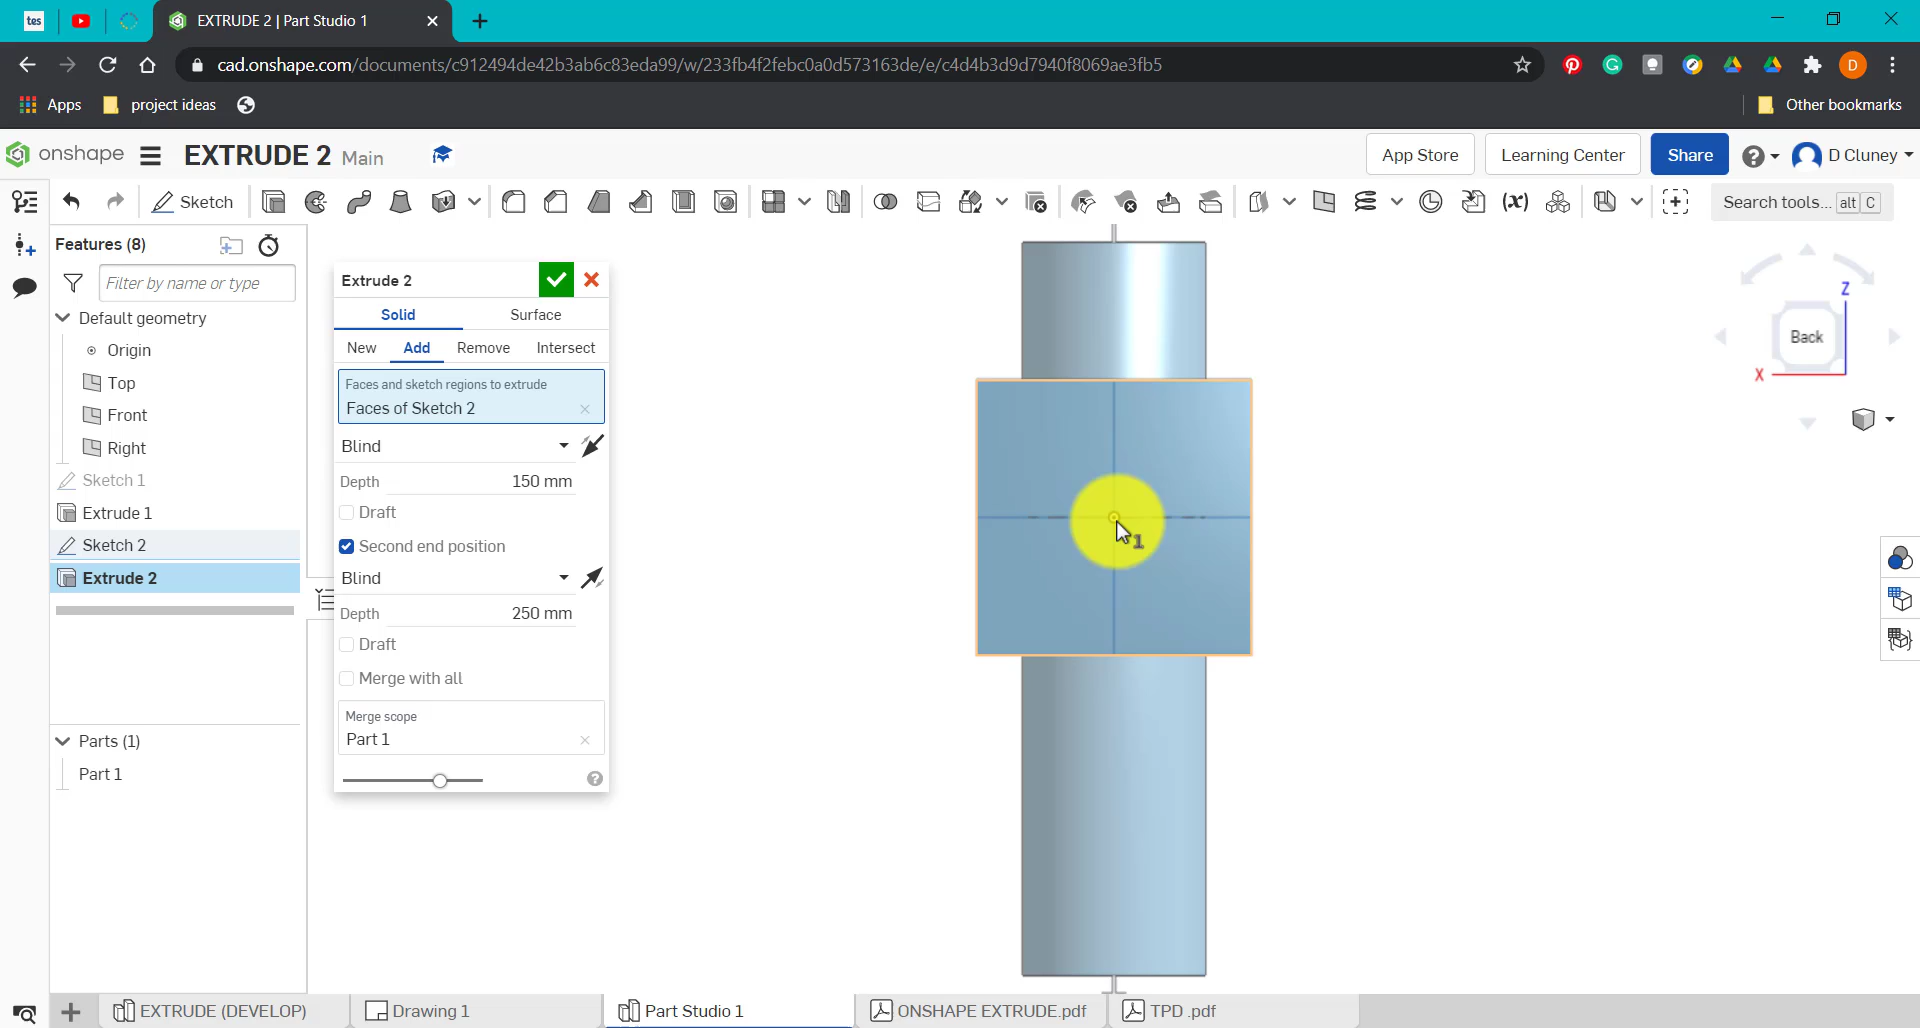 tes
EXTRUDE 2 | Part Studio 1
cad.onshape.com/documents/c912494de42b3ab6c83eda99/w/233fb4f2febc0a0d573163de/e/c4d4b3d9d7940f8069ae3fb5
D
Apps
project ideas
Other bookmarks
onshape
EXTRUDE 2 Main
App Store
Learning Center
Share
D Cluney
Sketch
(x)
Search tools... alt C
Features (8)
Filter by name or type
Default geometry
Origin
Top
Front
Right
Sketch 1
Extrude 1
Sketch 2
Extrude 2
Parts (1)
Part 1
Extrude 2
Solid
Surface
New
Add
Remove
Intersect
Faces and sketch regions to extrude
Faces of Sketch 2
Blind
Depth 150 mm
Draft
Second end position
Blind
Depth 250 mm
Draft
Merge with all
Merge scope
Part 1
1
Z
Back
X
EXTRUDE (DEVELOP)
Drawing 1
Part Studio 1
ONSHAPE EXTRUDE.pdf
TPD .pdf